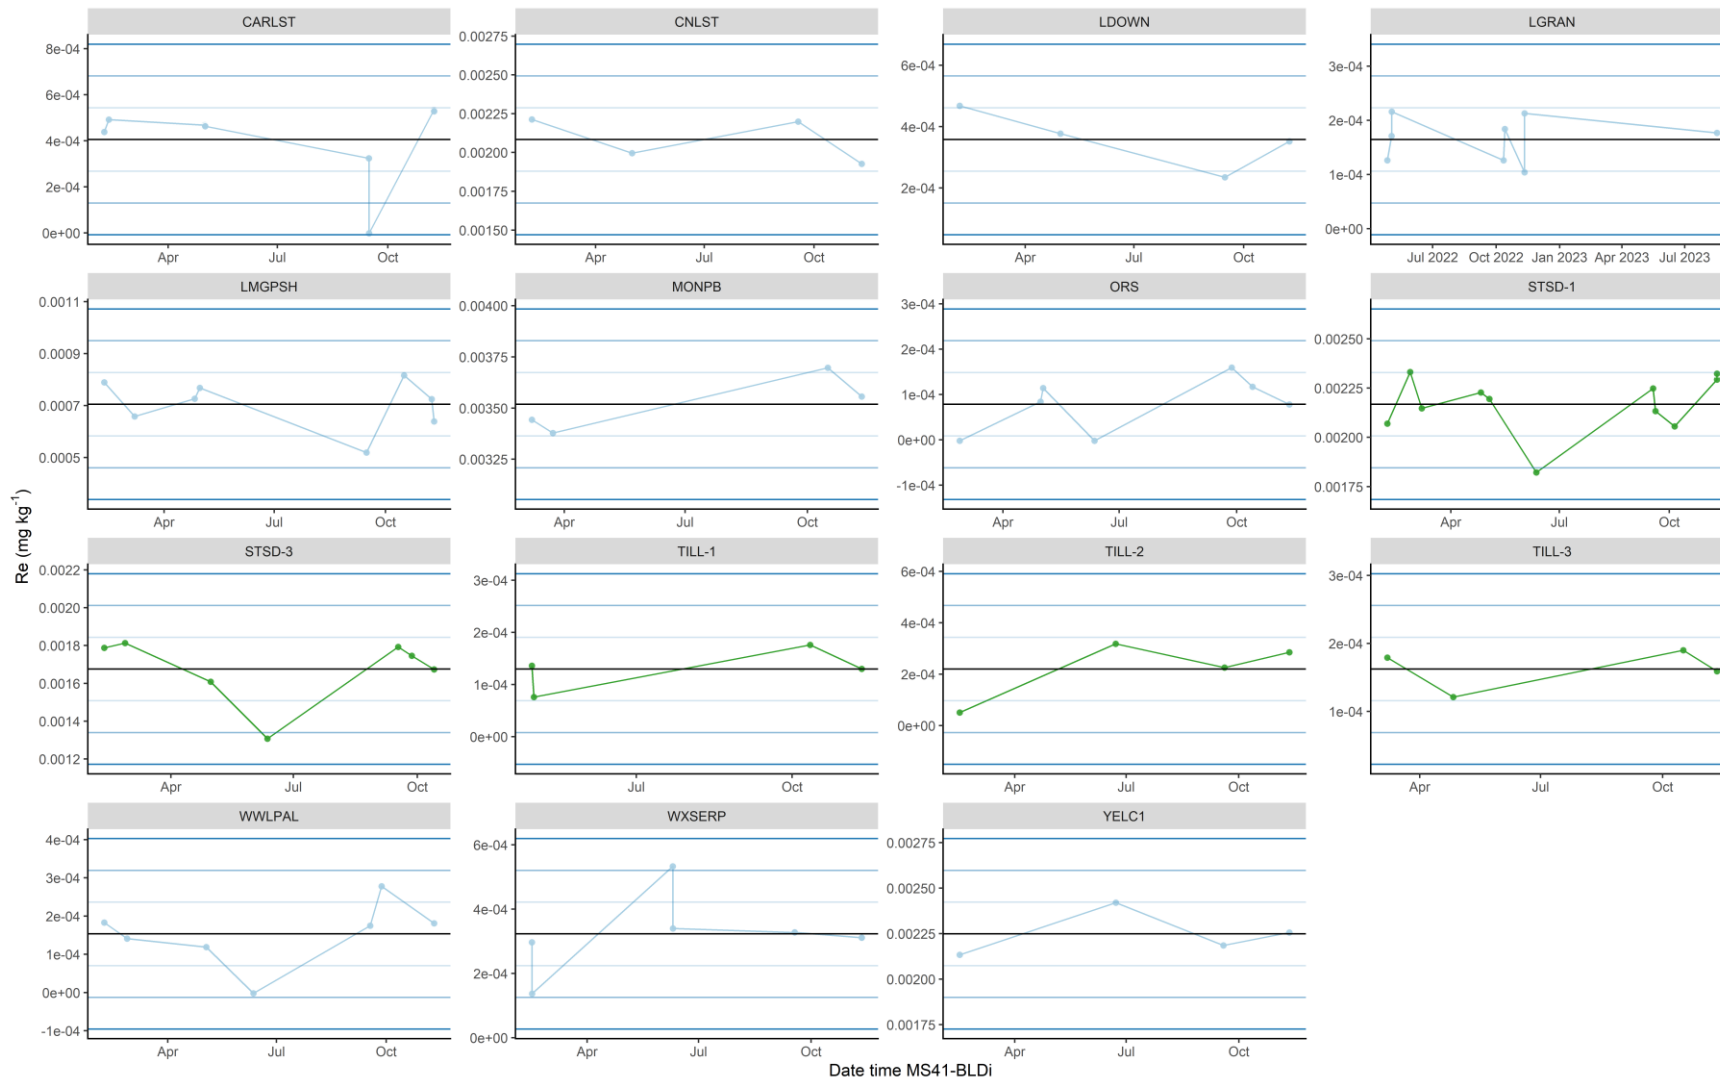 CARLST CNLST LDOWN LGRAN
8e-04 6e-04 4e-04 2e-04 0e+00
Apr Jul Oct
0.00275 0.00250 0.00225 0.00200 0.00175 0.00150
Apr Jul Oct
6e-04 4e-04 2e-04
Apr Jul Oct
3e-04 2e-04 1e-04 0e+00
Jul 2022 Oct 2022 Jan 2023 Apr 2023 Jul 2023
LMGPSH MONPB ORS STSD-1
0.0011 0.0009 0.0007 0.0005
Apr Jul Oct
0.00400 0.00375 0.00350 0.00325
Apr Jul Oct
3e-04 2e-04 1e-04 0e+00 -1e-04
Apr Jul Oct
0.00250 0.00225 0.00200 0.00175
Apr Jul Oct
Re (mg kg⁻¹)
STSD-3 TILL-1 TILL-2 TILL-3
0.0022 0.0020 0.0018 0.0016 0.0014 0.0012
Apr Jul Oct
3e-04 2e-04 1e-04 0e+00
Jul Oct
6e-04 4e-04 2e-04 0e+00
Apr Jul Oct
3e-04 2e-04 1e-04
Apr Jul Oct
WWLPAL WXSERP YELC1
4e-04 3e-04 2e-04 1e-04 0e+00 -1e-04
Apr Jul Oct
6e-04 4e-04 2e-04 0e+00
Apr Jul Oct
0.00275 0.00250 0.00225 0.00200 0.00175
Apr Jul Oct
Date time MS41-BLDi